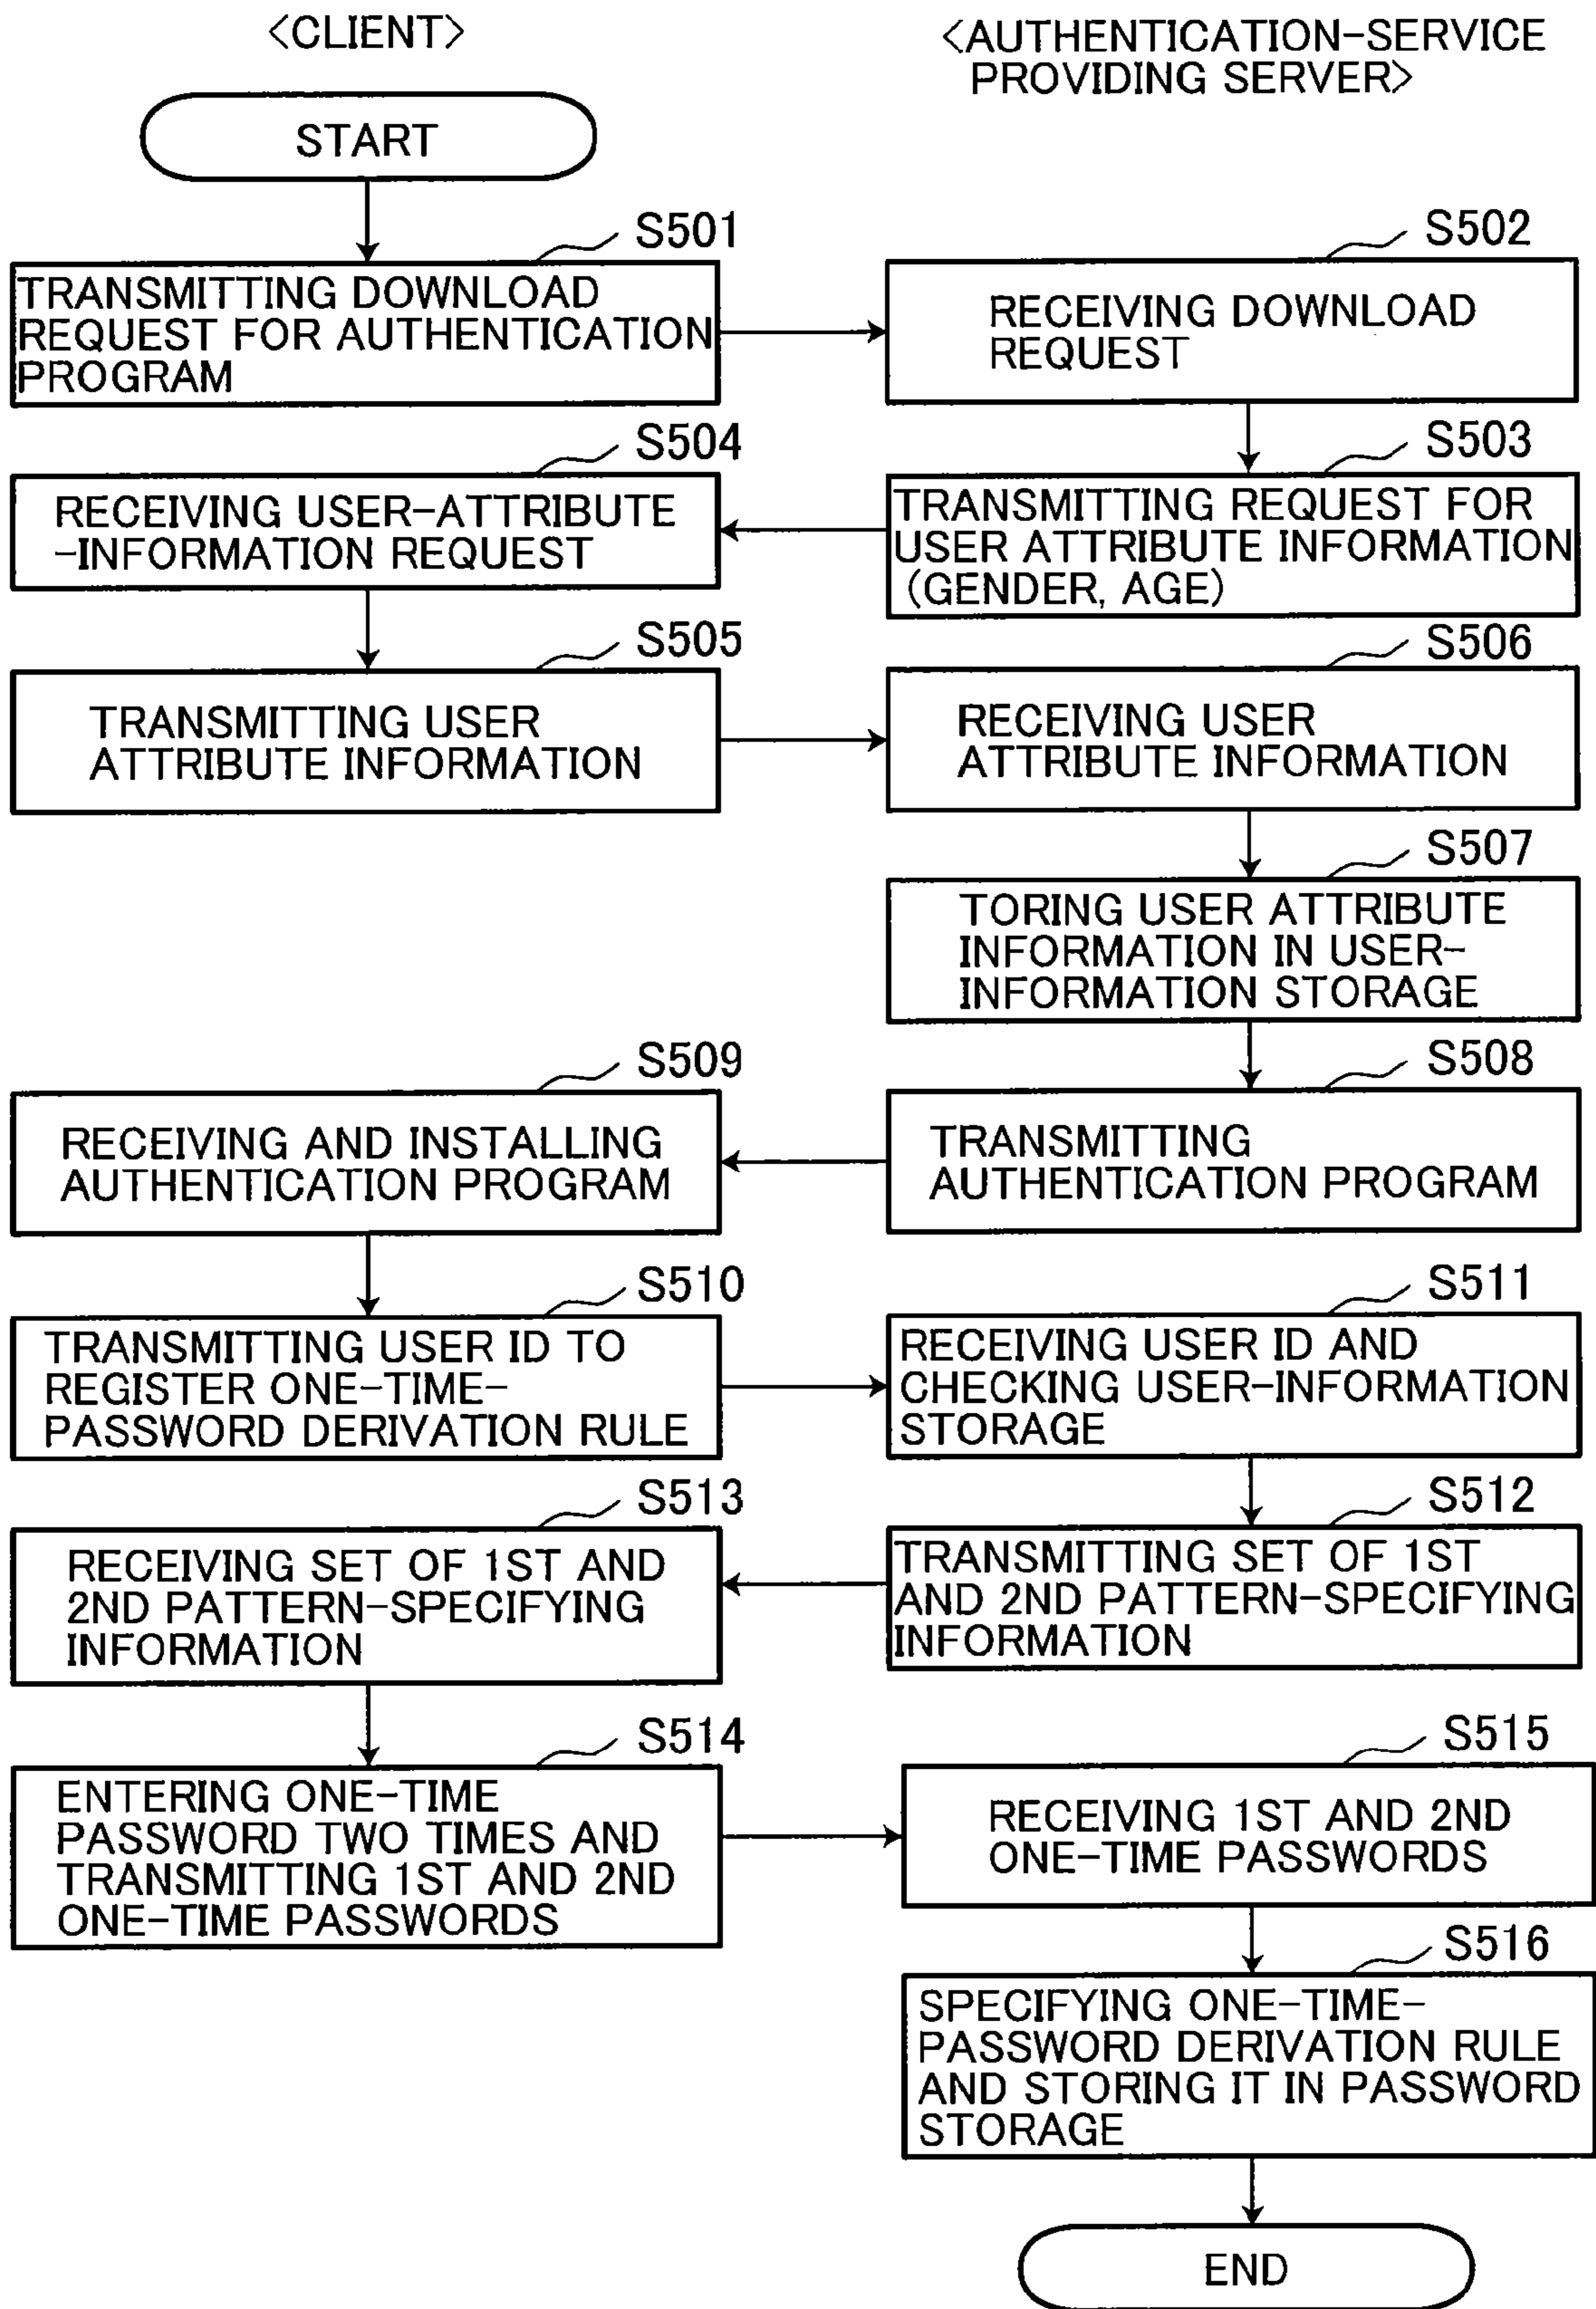 <CLIENT>
<AUTHENTICATION-SERVICE
PROVIDING SERVER>
START
S501
TRANSMITTING DOWNLOAD
REQUEST FOR AUTHENTICATION
PROGRAM
S502
RECEIVING DOWNLOAD
REQUEST
S503
TRANSMITTING REQUEST FOR
USER ATTRIBUTE INFORMATION
(GENDER, AGE)
S504
RECEIVING USER-ATTRIBUTE
-INFORMATION REQUEST
S505
TRANSMITTING USER
ATTRIBUTE INFORMATION
S506
RECEIVING USER
ATTRIBUTE INFORMATION
S507
TORING USER ATTRIBUTE
INFORMATION IN USER-
INFORMATION STORAGE
S508
TRANSMITTING
AUTHENTICATION PROGRAM
S509
RECEIVING AND INSTALLING
AUTHENTICATION PROGRAM
S510
TRANSMITTING USER ID TO
REGISTER ONE-TIME-
PASSWORD DERIVATION RULE
S511
RECEIVING USER ID AND
CHECKING USER-INFORMATION
STORAGE
S512
TRANSMITTING SET OF 1ST
AND 2ND PATTERN-SPECIFYING
INFORMATION
S513
RECEIVING SET OF 1ST AND
2ND PATTERN-SPECIFYING
INFORMATION
S514
ENTERING ONE-TIME
PASSWORD TWO TIMES AND
TRANSMITTING 1ST AND 2ND
ONE-TIME PASSWORDS
S515
RECEIVING 1ST AND 2ND
ONE-TIME PASSWORDS
S516
SPECIFYING ONE-TIME-
PASSWORD DERIVATION RULE
AND STORING IT IN PASSWORD
STORAGE
END